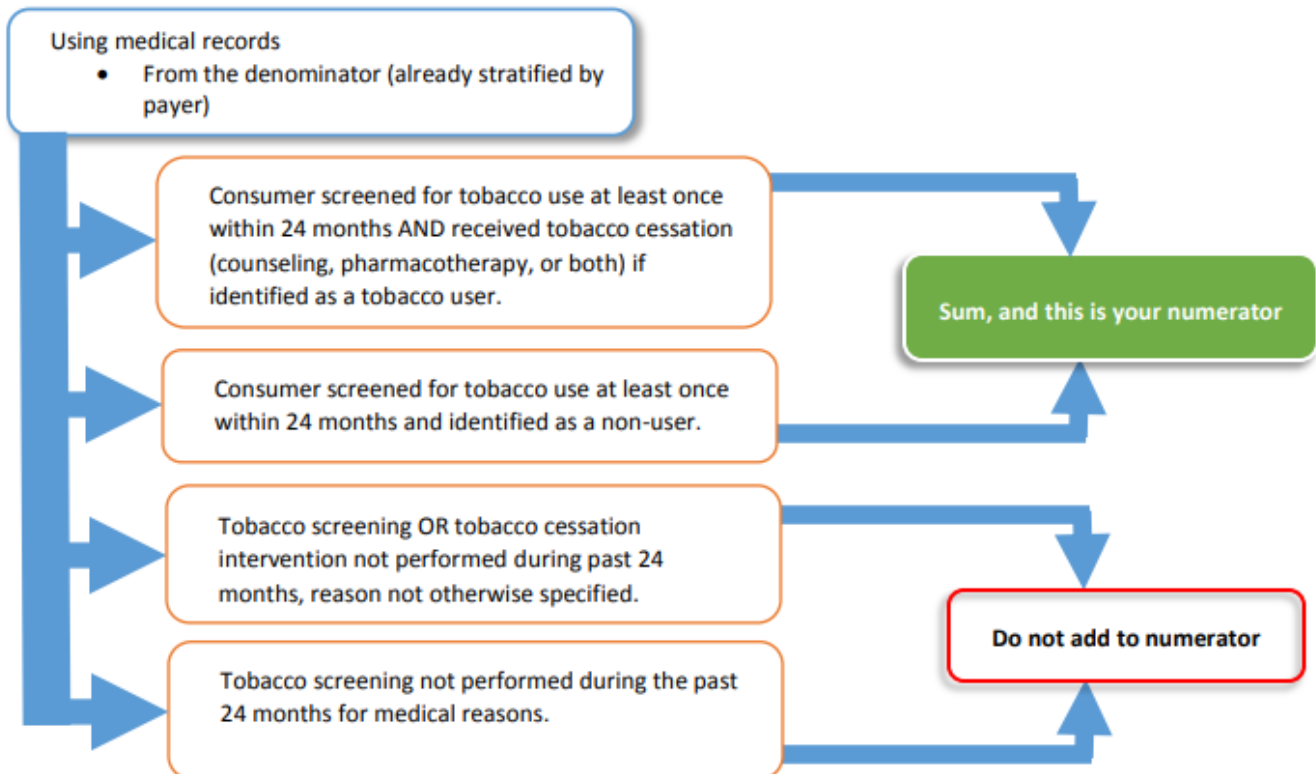 Using medical records
• From the denominator (already stratified by
payer)
Consumer screened for tobacco use at least once
within 24 months AND received tobacco cessation
(counseling, pharmacotherapy, or both) if
identified as a tobacco user.
Sum, and this is your numerator
Consumer screened for tobacco use at least once
within 24 months and identified as a non-user.
Tobacco screening OR tobacco cessation
intervention not performed during past 24
months, reason not otherwise specified.
Do not add to numerator
Tobacco screening not performed during the past
24 months for medical reasons.